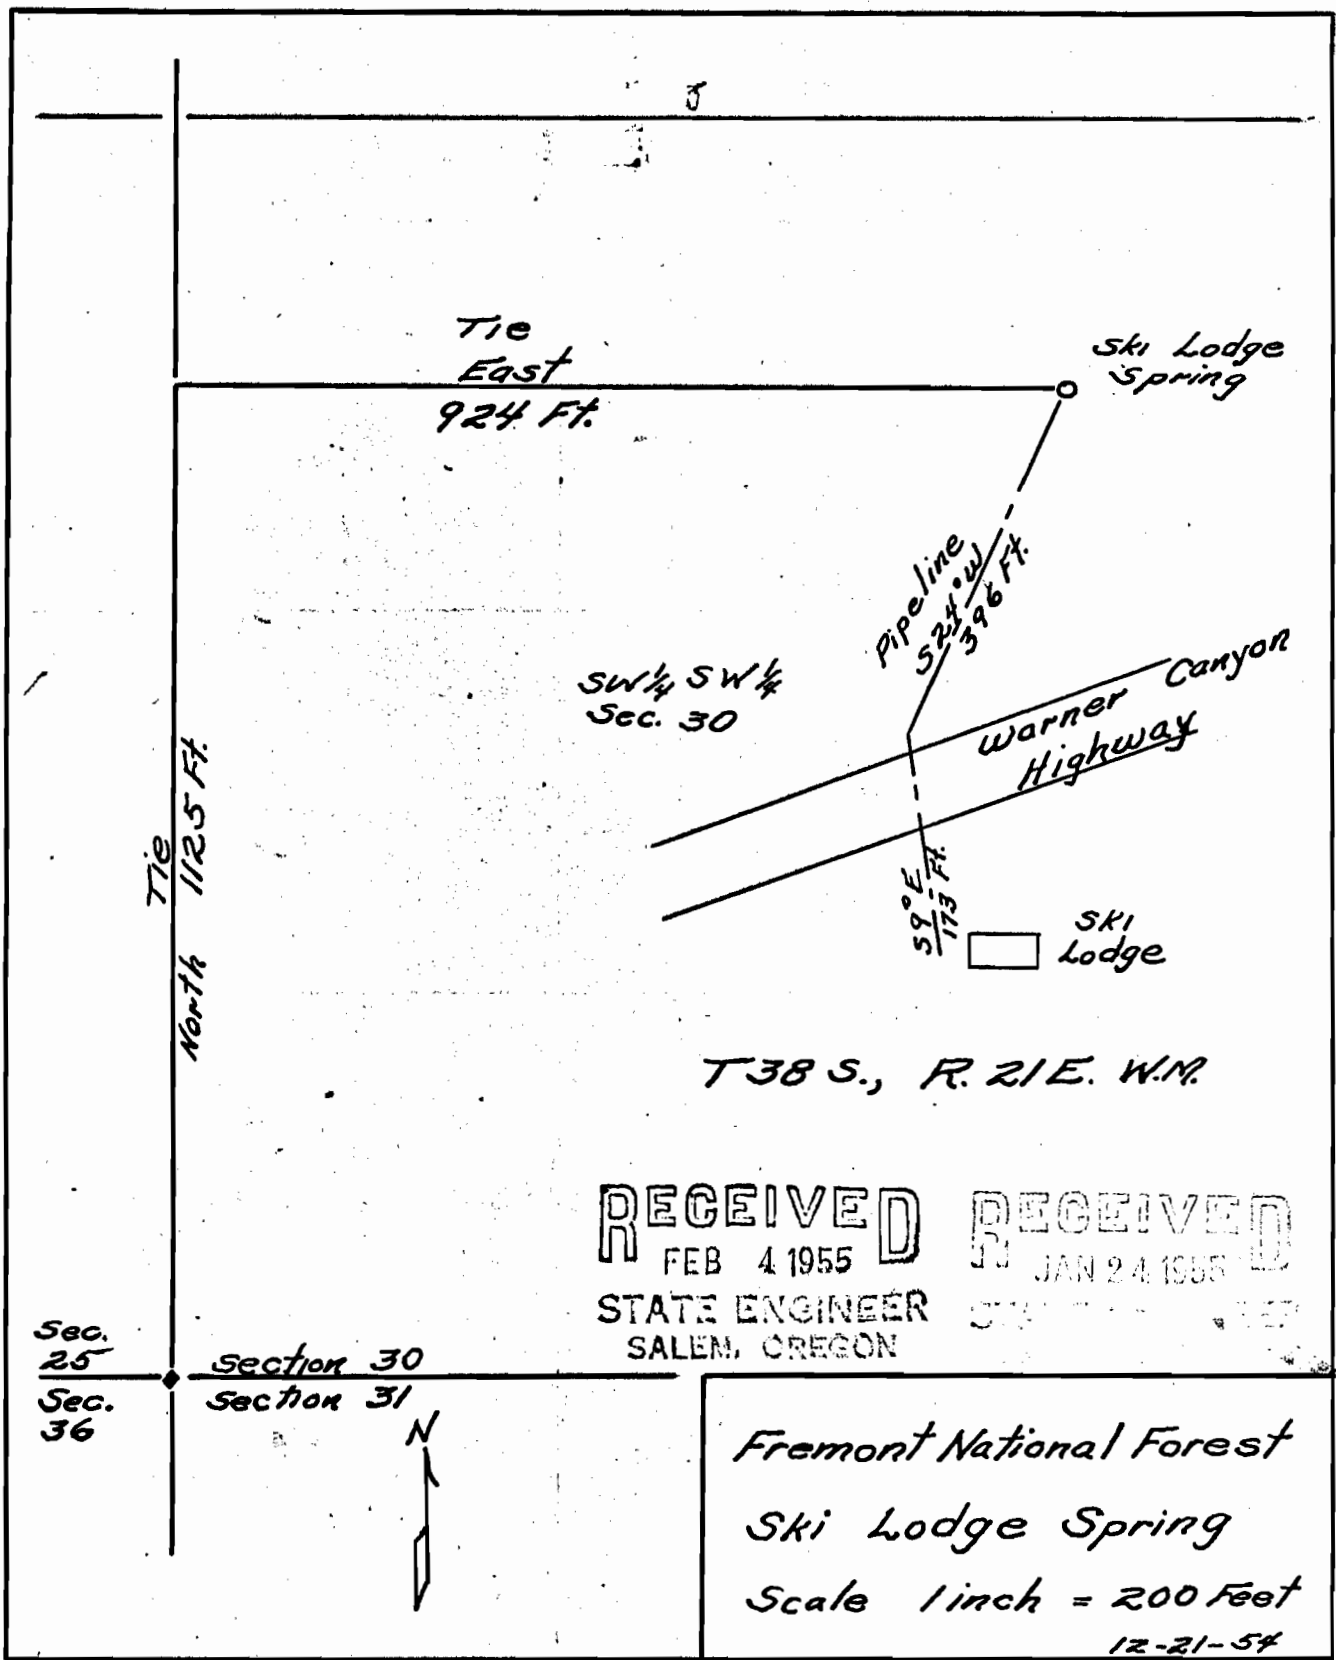 Tie
East
924 Ft.
Ski Lodge
Spring
Pipeline
S24°W
396 Ft.
SW¼ SW¼
Sec. 30
Warner Canyon
Highway
Tie
North 1125 Ft.
S9°E
173 Ft.
Ski
Lodge
T38 S., R. 21E. W.M.
RECEIVED
FEB 4 1955
STATE ENGINEER
SALEM, OREGON
RECEIVED
JAN 24 1955
Sec.
25
Section 30
Sec.
36
Section 31
N
Fremont National Forest
Ski Lodge Spring
Scale 1 inch = 200 Feet
12-21-54